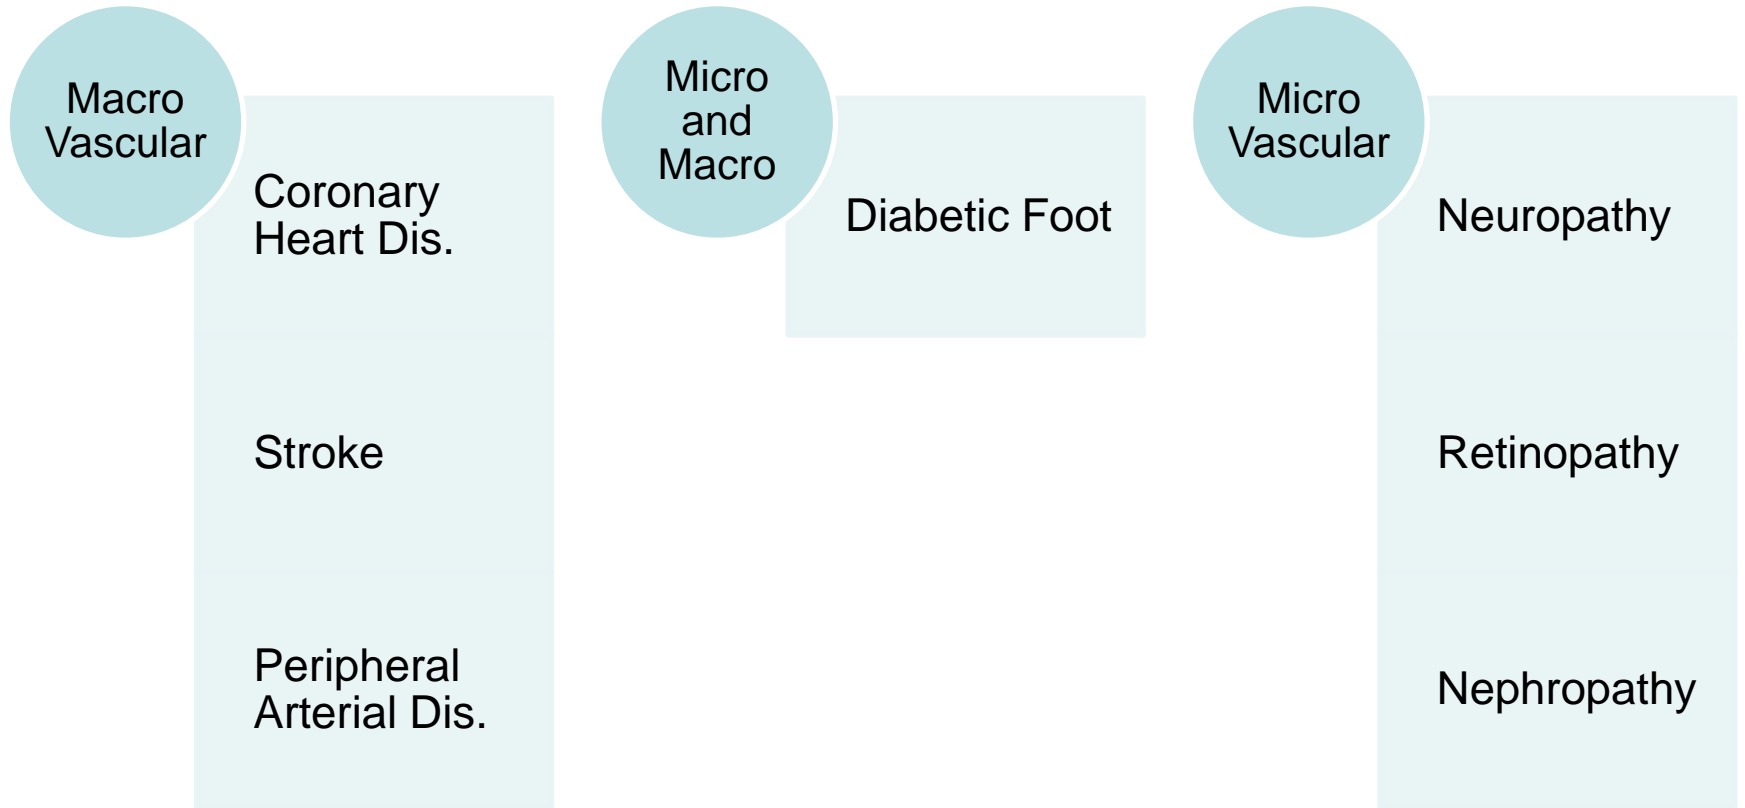 Macro
Vascular
Coronary
Heart Dis.
Stroke
Peripheral
Arterial Dis.
Micro
and
Macro
Diabetic Foot
Micro
Vascular
Neuropathy
Retinopathy
Nephropathy